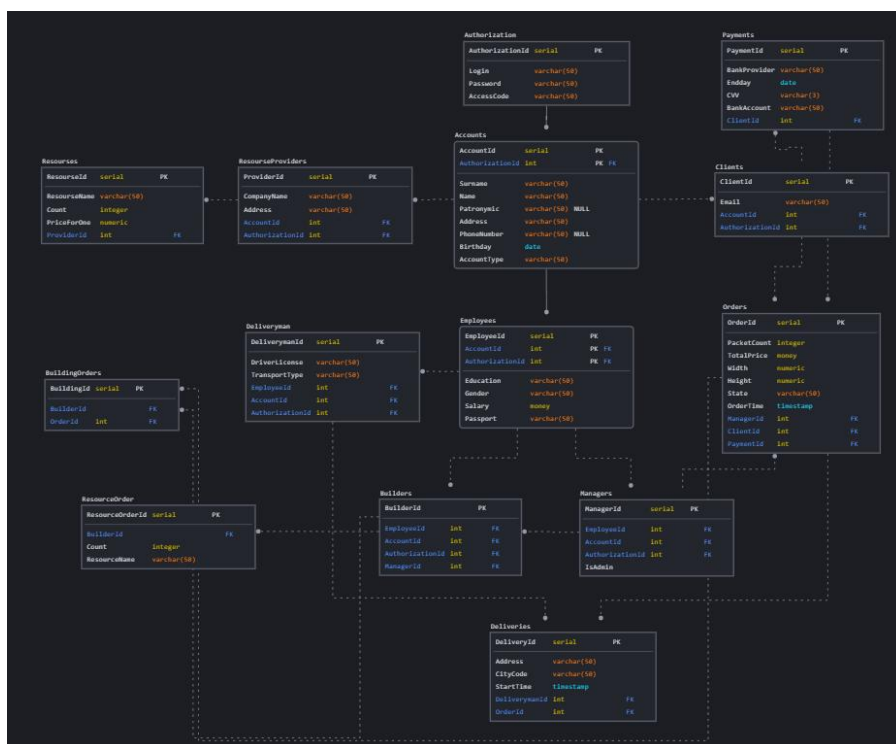 Authorization
AuthorizationId serial PK
Login varchar(50)
Password varchar(50)
AccessCode varchar(50)
Payments
PaymentId serial PK
BankProvider varchar(50)
Endday date
CVV varchar(3)
BankAccount varchar(50)
ClientId int FK
Accounts
AccountId serial PK
AuthorizationId int PK FK
Surname varchar(50)
Name varchar(50)
Patronymic varchar(50) NULL
Address varchar(50)
PhoneNumber varchar(50) NULL
Birthday date
AccountType varchar(50)
Resourses
ResourseId serial PK
ResourseName varchar(50)
Count integer
PriceForOne numeric
ProviderId int FK
ResourseProviders
ProviderId serial PK
CompanyName varchar(50)
Address varchar(50)
AccountId int FK
AuthorizationId int FK
Clients
ClientId serial PK
Email varchar(50)
AccountId int FK
AuthorizationId int FK
Orders
OrderId serial PK
PacketCount integer
TotalPrice money
Width numeric
Height numeric
State varchar(50)
OrderTime timestamp
ManagerId int FK
ClientId int FK
PaymentId int FK
Employees
EmployeeId serial PK
AccountId int PK FK
AuthorizationId int PK FK
Education varchar(50)
Gender varchar(50)
Salary money
Passport varchar(50)
Deliveryman
DeliverymanId serial PK
DriverLicense varchar(50)
TransportType varchar(50)
EmployeeId int FK
AccountId int FK
AuthorizationId int FK
BuildingOrders
BuildingId serial PK
BuilderId FK
OrderId int FK
ResourceOrder
ResourceOrderId serial PK
BuilderId FK
Count integer
ResourceName varchar(50)
Builders
BuilderId PK
EmployeeId int FK
AccountId int FK
AuthorizationId int FK
ManagerId int FK
Managers
ManagerId serial PK
EmployeeId int FK
AccountId int FK
AuthorizationId int FK
IsAdmin
Deliveries
DeliveryId serial PK
Address varchar(50)
CityCode varchar(50)
StartTime timestamp
DeliverymanId int FK
OrderId int FK